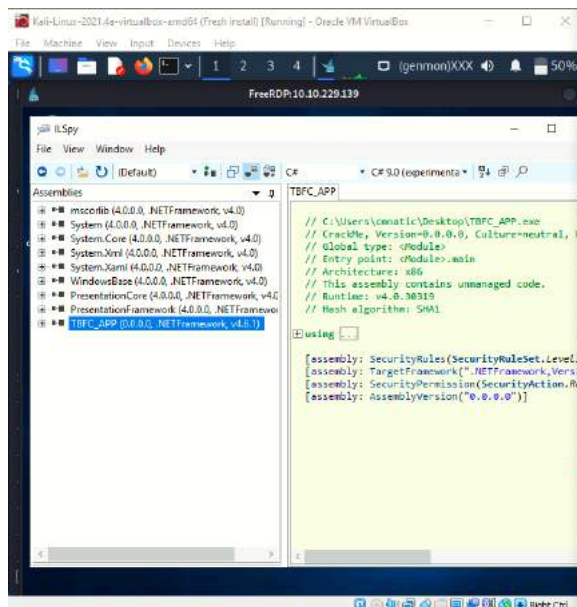 Kali-Linux-2021.4a-virtualbox-amd64 (Fresh install) [Running] - Oracle VM VirtualBox
File Machine View Input Devices Help
1 2 3 4 (genmon)XXX 50%
FreeRDP: 10.10.229.139
ILSpy
File View Window Help
(Default) C# C# 9.0 (experimenta
Assemblies
TBFC_APP
mscorlib (4.0.0.0, .NETFramework, v4.0)
System (4.0.0.0, .NETFramework, v4.0)
System.Core (4.0.0.0, .NETFramework, v4.0)
System.Xml (4.0.0.0, .NETFramework, v4.0)
System.Xaml (4.0.0.0, .NETFramework, v4.0)
WindowsBase (4.0.0.0, .NETFramework, v4.0)
PresentationCore (4.0.0.0, .NETFramework, v4.0
PresentationFramework (4.0.0.0, .NETFramewor
TBFC_APP (0.0.0.0, .NETFramework, v4.6.1)
// C:\Users\cmnatic\Desktop\TBFC_APP.exe
// CrackMe, Version=0.0.0.0, Culture=neutral,
// Global type: <Module>
// Entry point: <Module>.main
// Architecture: x86
// This assembly contains unmanaged code.
// Runtime: v4.0.30319
// Hash algorithm: SHA1
using ...
[assembly: SecurityRules(SecurityRuleSet.Level
[assembly: TargetFramework(".NETFramework,Vers
[assembly: SecurityPermission(SecurityAction.R
[assembly: AssemblyVersion("0.0.0.0")]
Right Ctrl